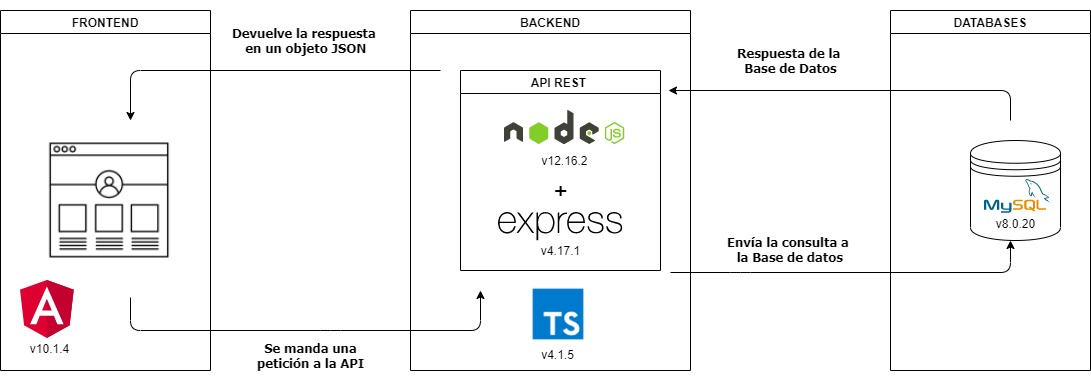 FRONTEND
BACKEND
DATABASES
Devuelve la respuesta
en un objeto JSON
Respuesta de la
Base de Datos
API REST
node
JS
v12.16.2
+
express
v4.17.1
MySQL
v8.0.20
Envía la consulta a
la Base de datos
A
v10.1.4
TS
v4.1.5
Se manda una
petición a la API